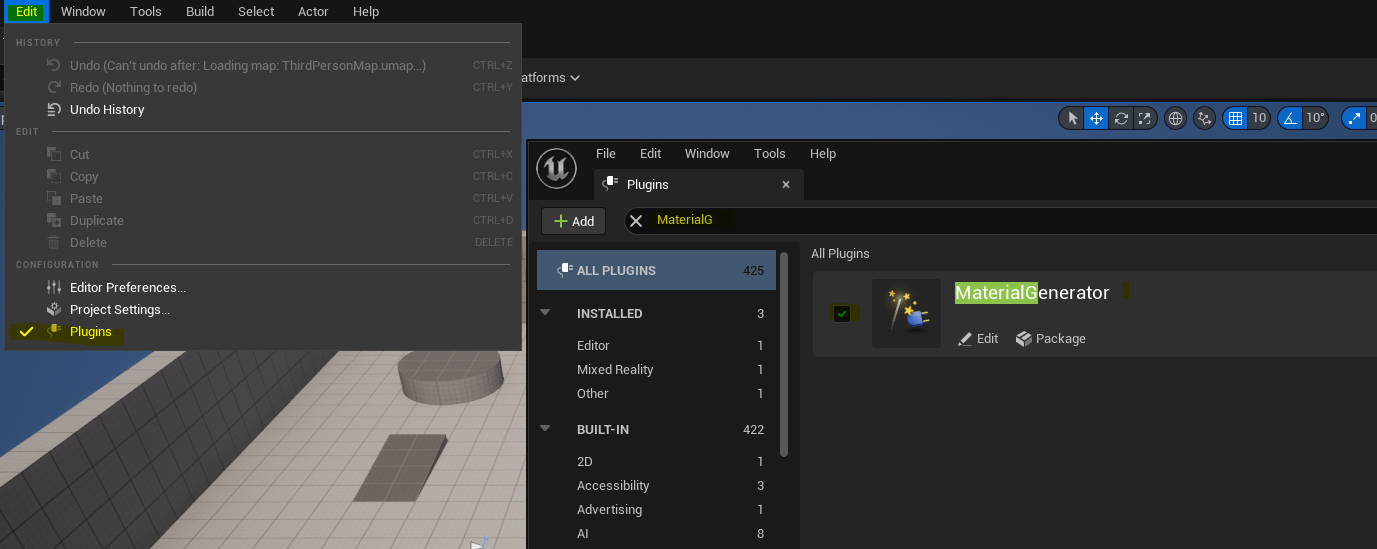 Edit Window Tools Build Select Actor Help
HISTORY
Undo (Can't undo after: Loading map: ThirdPersonMap.umap...) CTRL+Z
Redo (Nothing to redo) CTRL+Y
Undo History
EDIT
Cut CTRL+X
Copy CTRL+C
Paste CTRL+V
Duplicate CTRL+D
Delete DELETE
CONFIGURATION
Editor Preferences...
Project Settings...
Plugins
atforms
10 10° 0
File Edit Window Tools Help
Plugins
Add MaterialG
ALL PLUGINS 425
INSTALLED 3
Editor 1
Mixed Reality 1
Other 1
BUILT-IN 422
2D 1
Accessibility 3
Advertising 1
AI 8
All Plugins
MaterialGenerator
Edit Package